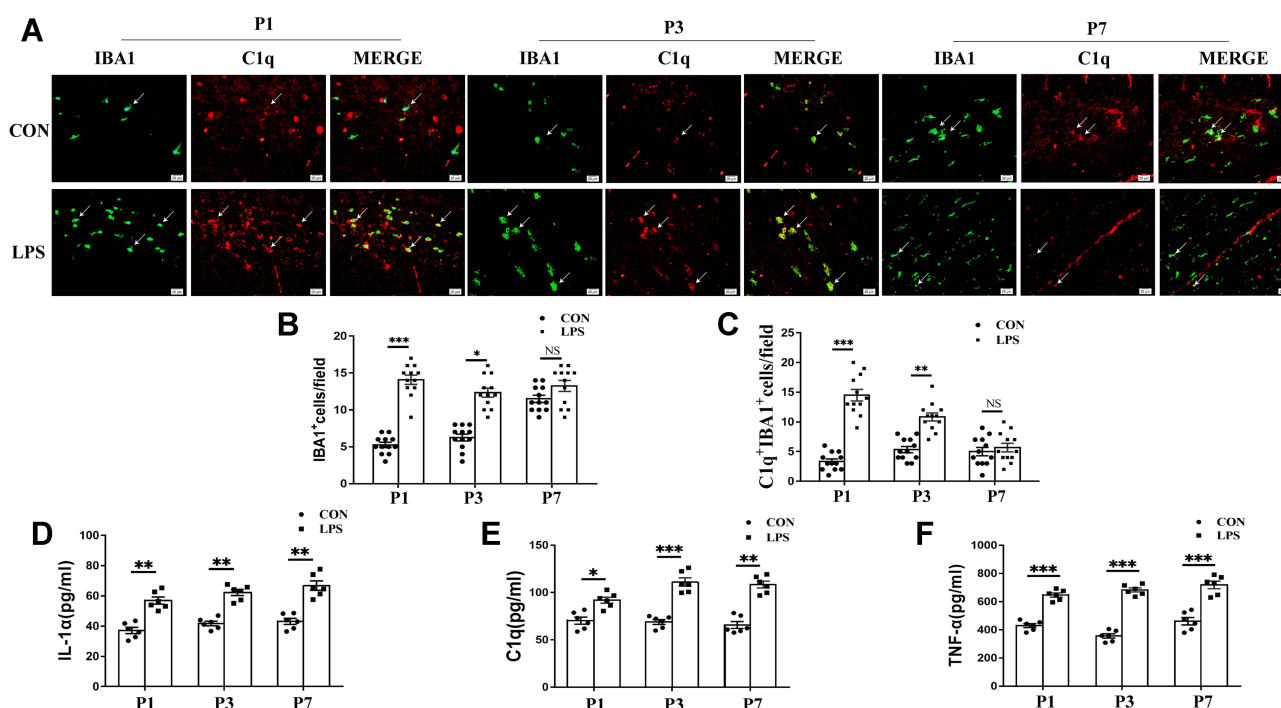 A
P1 P3 P7
IBA1 C1q MERGE IBA1 C1q MERGE IBA1 C1q MERGE
CON
LPS
B
CON
LPS
IBA1+cells/field
20
15
10
5
0
*** * NS
P1 P3 P7
C
CON
LPS
C1q+IBA1+cells/field
25
20
15
10
5
0
*** ** NS
P1 P3 P7
D
CON
LPS
IL-1α(pg/ml)
100
80
60
40
20
0
** ** **
P1 P3 P7
E
CON
LPS
C1q(pg/ml)
150
100
50
0
* *** **
P1 P3 P7
F
CON
LPS
TNF-α(pg/ml)
1000
800
600
400
200
0
*** *** ***
P1 P3 P7